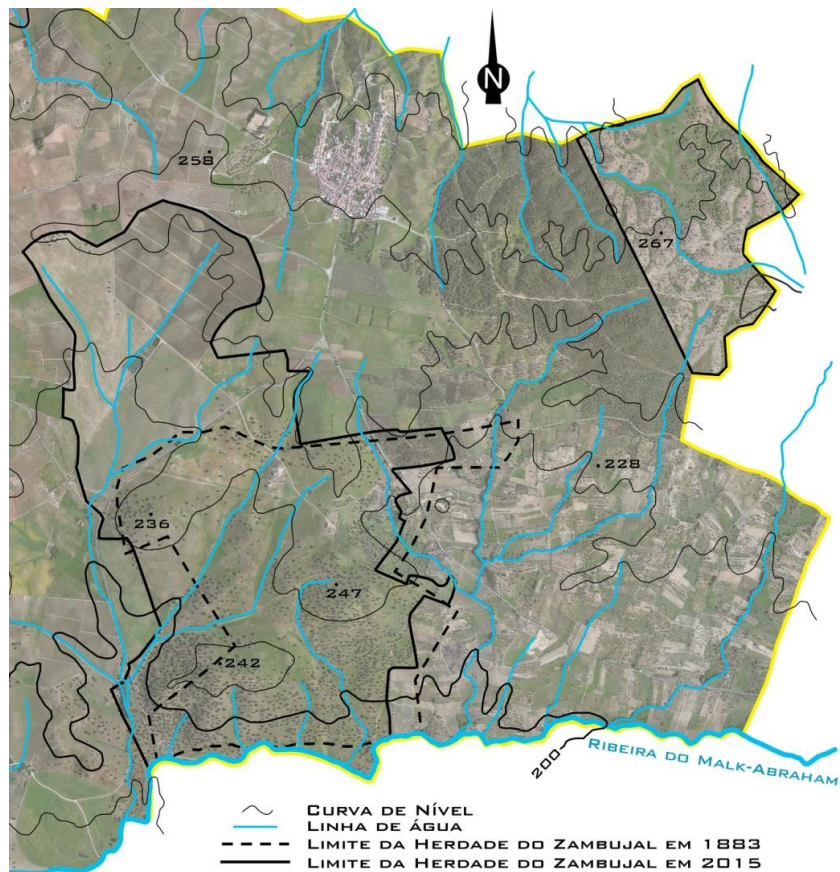 N
258
267
228
236
247
242
200
Ribeira do Malk-Abraham
Curva de Nível
Linha de Água
Limite da Herdade do Zambujal em 1883
Limite da Herdade do Zambujal em 2015